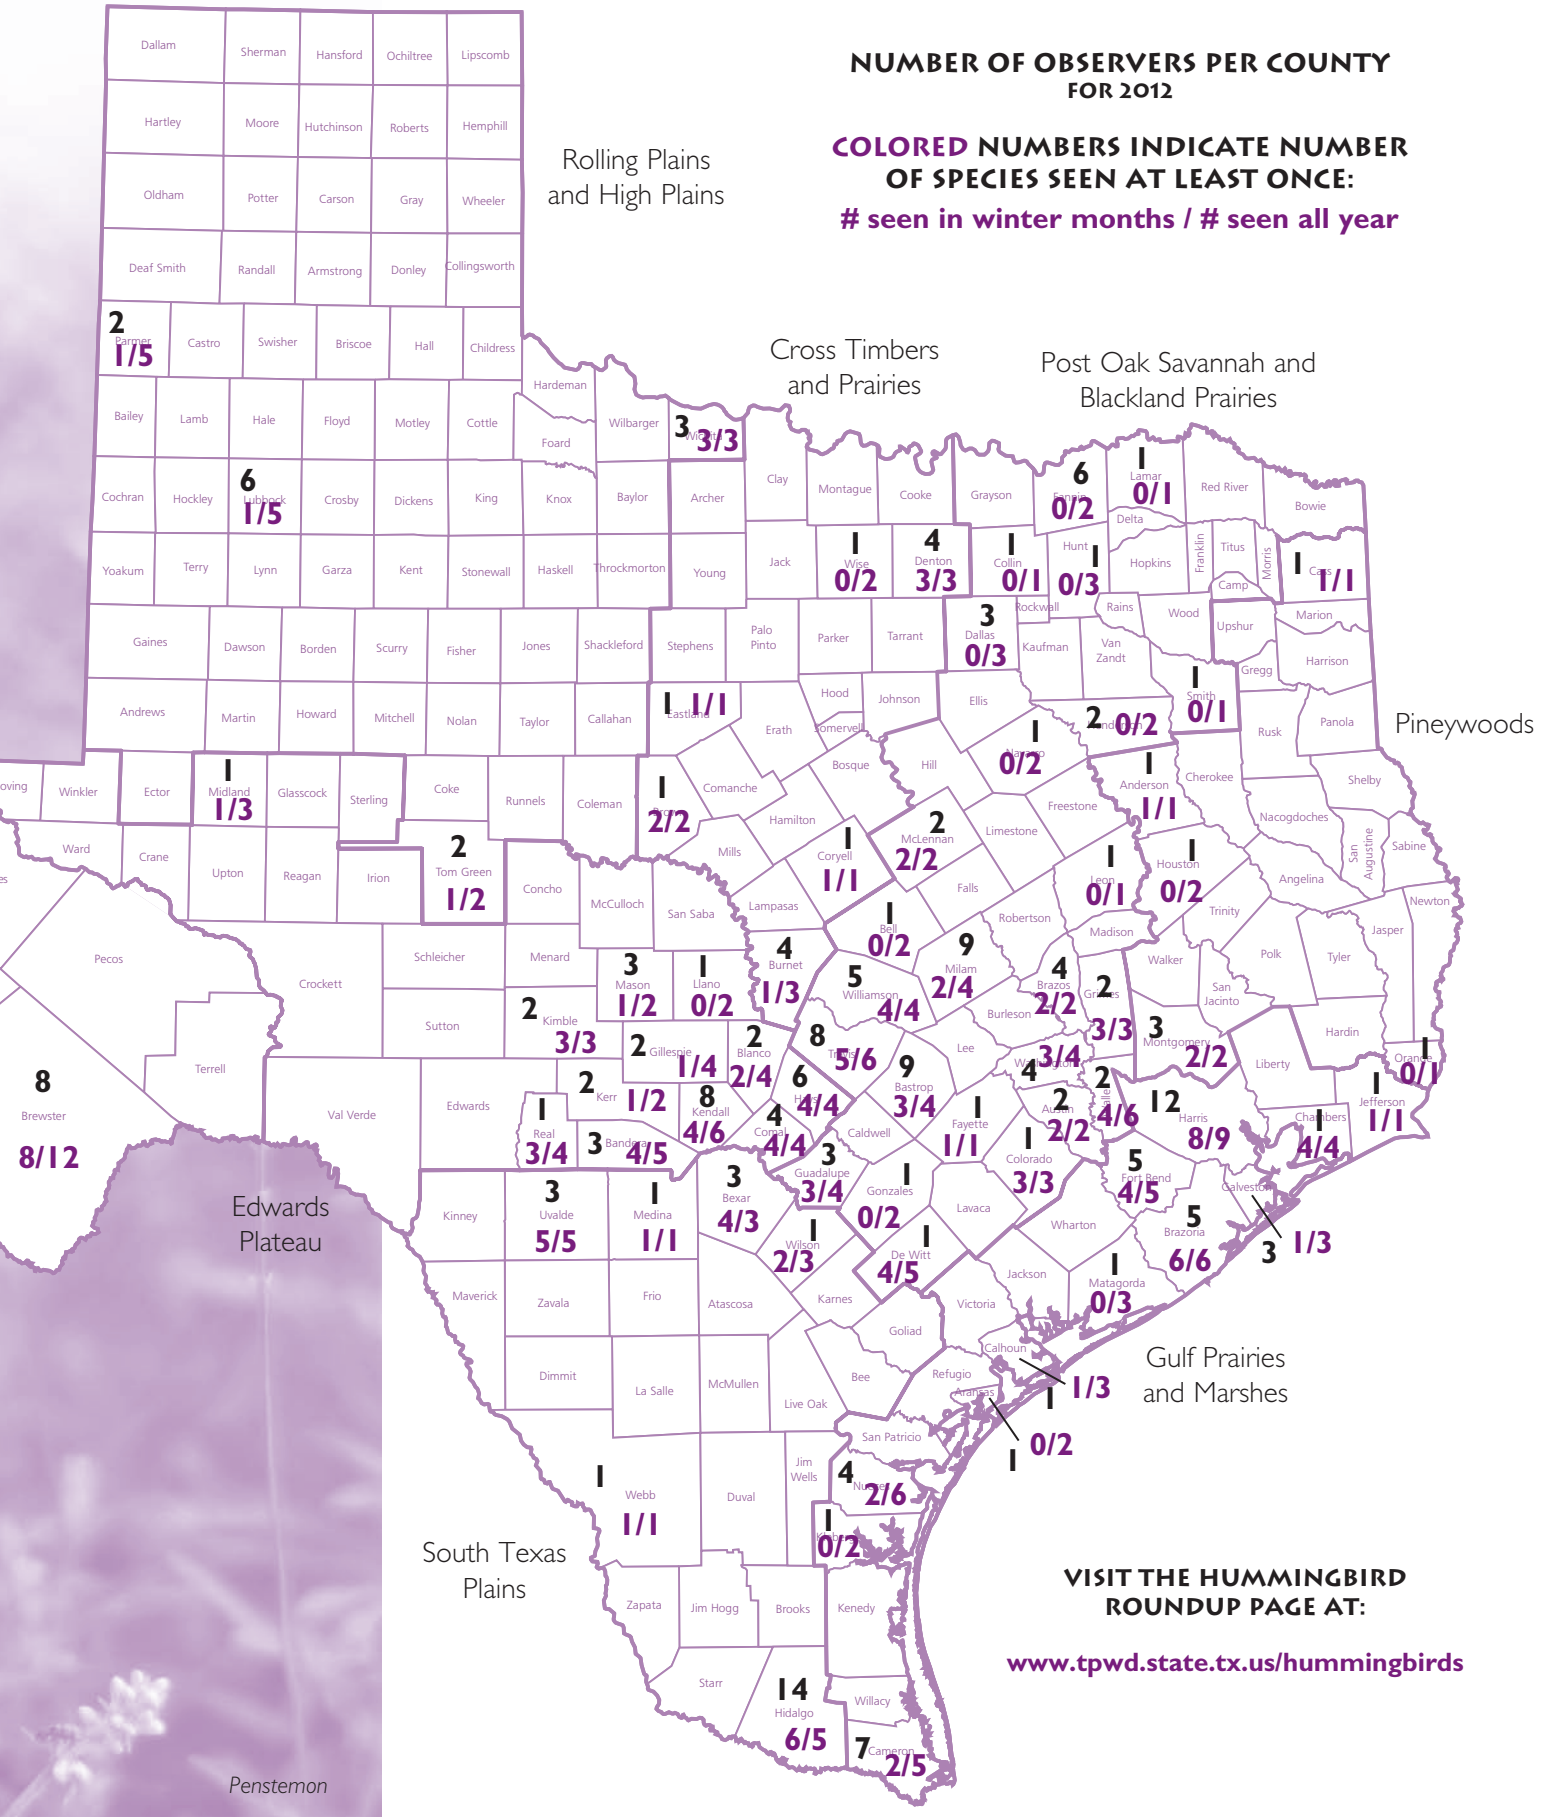 NUMBER OF OBSERVERS PER COUNTY
FOR 2012
COLORED NUMBERS INDICATE NUMBER
OF SPECIES SEEN AT LEAST ONCE:
# seen in winter months / # seen all year
Dallam
Sherman
Hansford
Ochiltree
Lipscomb
Hartley
Moore
Hutchinson
Roberts
Hemphill
Rolling Plains
and High Plains
Oldham
Potter
Carson
Gray
Wheeler
Deaf Smith
Randall
Armstrong
Donley
Collingsworth
2
Parmer
1/5
Castro
Swisher
Briscoe
Hall
Childress
Cross Timbers
and Prairies
Post Oak Savannah and
Blackland Prairies
Hardeman
Bailey
Lamb
Hale
Floyd
Motley
Cottle
Foard
Wilbarger
3
Wichita
3/3
Clay
Montague
Cooke
Grayson
6
Fannin
0/2
1
Lamar
0/1
Red River
Bowie
Cochran
Hockley
6
Lubbock
1/5
Crosby
Dickens
King
Knox
Baylor
Archer
Delta
Yoakum
Terry
Lynn
Garza
Kent
Stonewall
Haskell
Throckmorton
Young
Jack
1
Wise
0/2
4
Denton
3/3
1
Collin
0/1
Hunt
1
0/3
Hopkins
Franklin
Titus
Camp
Morris
1
Cass
1/1
Rockwall
Rains
Wood
Upshur
Marion
Gaines
Dawson
Borden
Scurry
Fisher
Jones
Shackleford
Stephens
Palo
Pinto
Parker
Tarrant
3
Dallas
0/3
Kaufman
Van
Zandt
Gregg
Harrison
1
Smith
0/1
Andrews
Martin
Howard
Mitchell
Nolan
Taylor
Callahan
1
Eastland
1/1
Erath
Hood
Somervell
Johnson
Ellis
2
Henderson
0/2
Rusk
Panola
Pineywoods
1
Navarro
0/2
Hill
Bosque
oving
Winkler
Ector
1
Midland
1/3
Glasscock
Sterling
Coke
Runnels
Coleman
1
Brown
2/2
Comanche
Hamilton
Mills
1
Anderson
1/1
Cherokee
Shelby
Freestone
Limestone
2
McLennan
2/2
1
Coryell
1/1
Nacogdoches
San
Augustine
Sabine
Ward
Crane
Upton
Reagan
Irion
2
Tom Green
1/2
Concho
McCulloch
San Saba
Lampasas
Falls
1
Leon
0/1
1
Houston
0/2
Angelina
Trinity
Newton
es
Pecos
Crockett
Schleicher
Menard
3
Mason
1/2
1
Llano
0/2
4
Burnet
1/3
1
Bell
0/2
5
Williamson
4/4
9
Milam
2/4
Robertson
Madison
4
Brazos
2/2
2
Grimes
3/3
Walker
San
Jacinto
Polk
Tyler
Jasper
Burleson
Sutton
2
Kimble
3/3
2
Gillespie
1/4
2
Blanco
2/4
8
Travis
5/6
Lee
Washington
3/4
4
3
Montgomery
2/2
Liberty
Hardin
Orange
1
0/1
Terrell
8
Brewster
8/12
Val Verde
Edwards
2
Kerr
1/2
8
Kendall
4/6
6
Hays
4/4
9
Bastrop
3/4
1
Fayette
1/1
2
Austin
2/2
2
Waller
4/6
12
Harris
8/9
1
Chambers
4/4
1
Jefferson
1/1
1
Real
3/4
3
Bandera
4/5
4
Comal
4/4
Caldwell
1
Colorado
3/3
5
Fort Bend
4/5
Galveston
1/3
3
Edwards
Plateau
Kinney
3
Uvalde
5/5
1
Medina
1/1
3
Bexar
4/3
3
Guadalupe
3/4
1
Gonzales
0/2
Lavaca
Wharton
5
Brazoria
6/6
1
Wilson
2/3
1
De Witt
4/5
Jackson
1
Matagorda
0/3
Maverick
Zavala
Frio
Atascosa
Karnes
Victoria
Goliad
Calhoun
1/3
1
Gulf Prairies
and Marshes
Dimmit
La Salle
McMullen
Live Oak
Bee
Refugio
Aransas
0/2
1
San Patricio
Jim
Wells
4
Nueces
2/6
1
Webb
1/1
Duval
1
Kleberg
0/2
South Texas
Plains
VISIT THE HUMMINGBIRD
ROUNDUP PAGE AT:
www.tpwd.state.tx.us/hummingbirds
Zapata
Jim Hogg
Brooks
Kenedy
Starr
14
Hidalgo
6/5
Willacy
7
Cameron
2/5
Penstemon